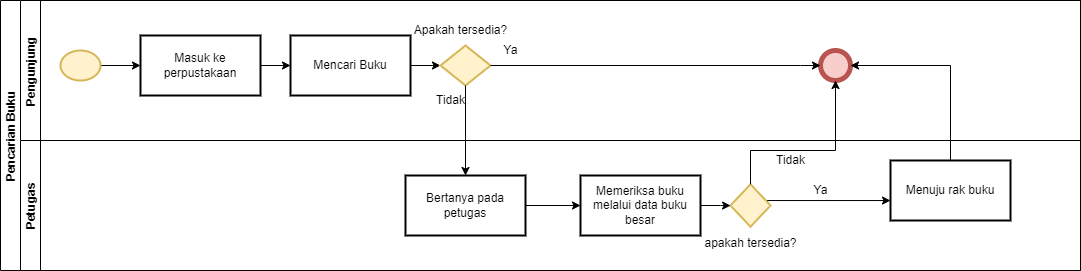 Pencarian Buku
Pengunjung
Apakah tersedia?
Ya
Masuk ke
perpustakaan
Mencari Buku
Tidak
Petugas
Bertanya pada
petugas
Memeriksa buku
melalui data buku
besar
Tidak
Ya
apakah tersedia?
Menuju rak buku